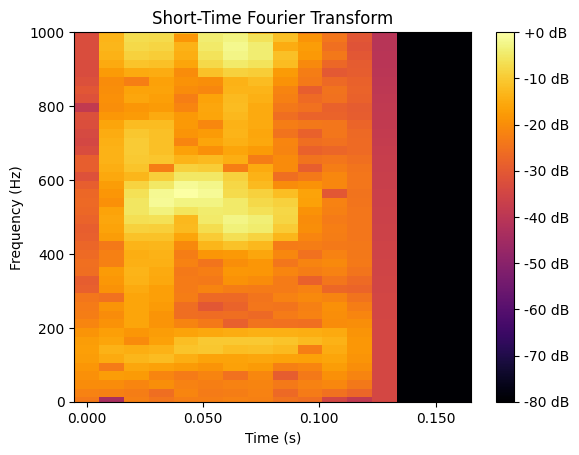 Short-Time Fourier Transform
1000
800
600
400
200
0
Frequency (Hz)
0.000
0.050
0.100
0.150
Time (s)
+0 dB
-10 dB
-20 dB
-30 dB
-40 dB
-50 dB
-60 dB
-70 dB
-80 dB